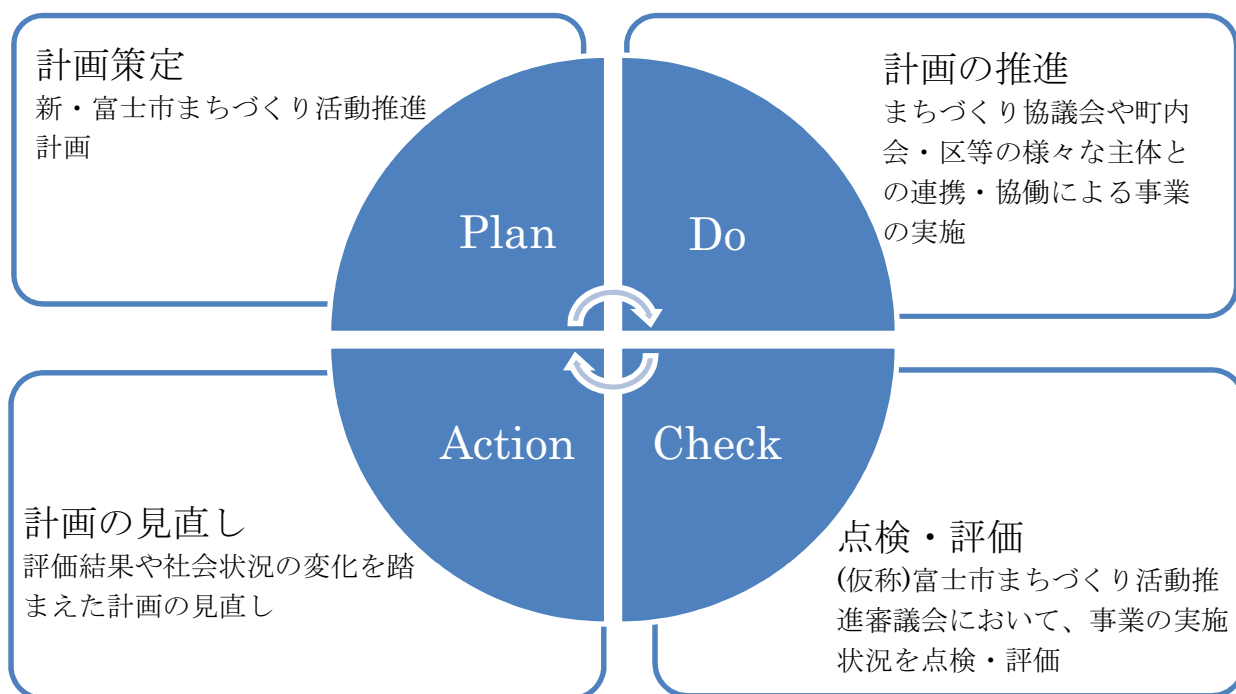 計画策定
新・富士市まちづくり活動推進
計画
Plan
計画の推進
まちづくり協議会や町内
会・区等の様々な主体と
の連携・協働による事業
の実施
Do
計画の見直し
評価結果や社会状況の変化を踏
まえた計画の見直し
Action
点検・評価
(仮称)富士市まちづくり活動推
進審議会において、事業の実施
状況を点検・評価
Check